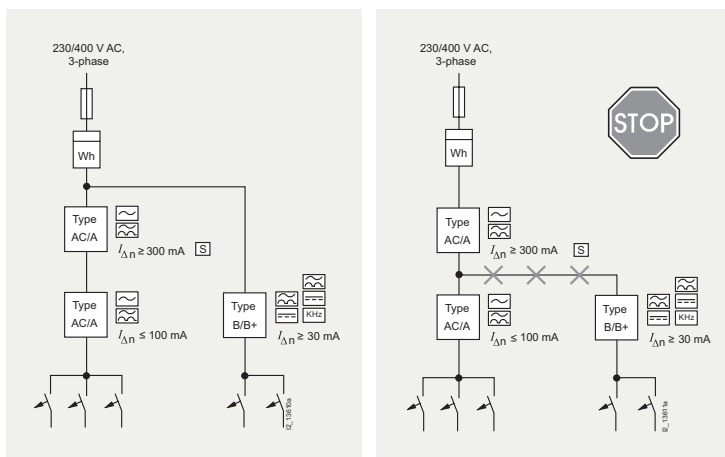 230/400 V AC,
3-phase
Wh
Type
AC/A
IΔn ≥ 300 mA S
Type
AC/A
IΔn ≤ 100 mA
Type
B/B+
KHz
IΔn ≥ 30 mA
I2_13610a
230/400 V AC,
3-phase
STOP
Wh
Type
AC/A
IΔn ≥ 300 mA S
Type
AC/A
IΔn ≤ 100 mA
Type
B/B+
KHz
IΔn ≥ 30 mA
I2_13611a